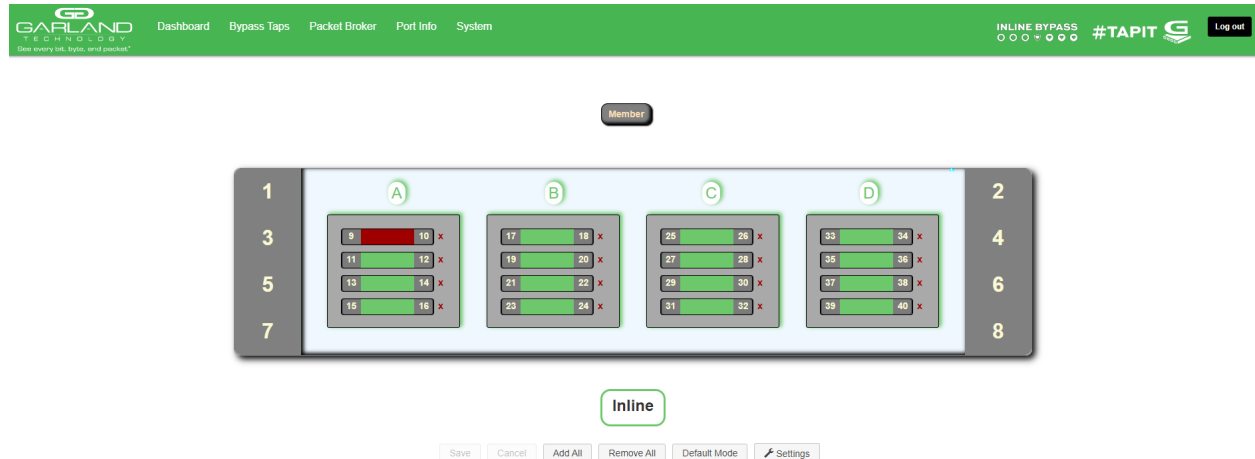 GARLAND
TECHNOLOGY
See every bit, byte, and packet®
Dashboard Bypass Taps Packet Broker Port Info System
INLINE BYPASS
#TAPIT
Log out
Member
1 A B C D 2
3 9 10 x 17 18 x 25 26 x 33 34 x 4
11 12 x 19 20 x 27 28 x 35 36 x
5 13 14 x 21 22 x 29 30 x 37 38 x 6
15 16 x 23 24 x 31 32 x 39 40 x
7 8
Inline
Save Cancel Add All Remove All Default Mode Settings